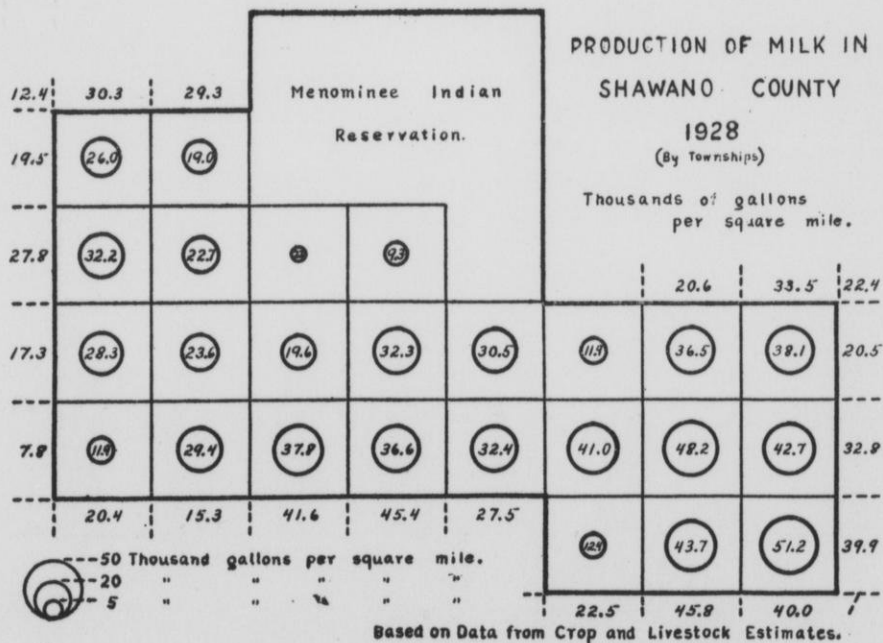 PRODUCTION OF MILK IN
SHAWANO COUNTY
1928
(By Townships)
Thousands of gallons
per square mile.
Menominee Indian
Reservation.
12.4 30.3 29.3
19.5 26.0 19.0
27.8 32.2 22.7 9.3
20.6 33.5 22.4
17.3 28.3 23.6 19.6 32.3 30.5 11.9 36.5 38.1 20.5
7.8 11.9 29.4 37.8 36.6 32.4 41.0 48.2 42.7 32.8
20.4 15.3 41.6 45.4 27.5
12.9 43.7 51.2 39.9
50 Thousand gallons per square mile.
20 " " " " "
5 " " " " "
22.5 45.8 40.0
Based on Data from Crop and Livestock Estimates.